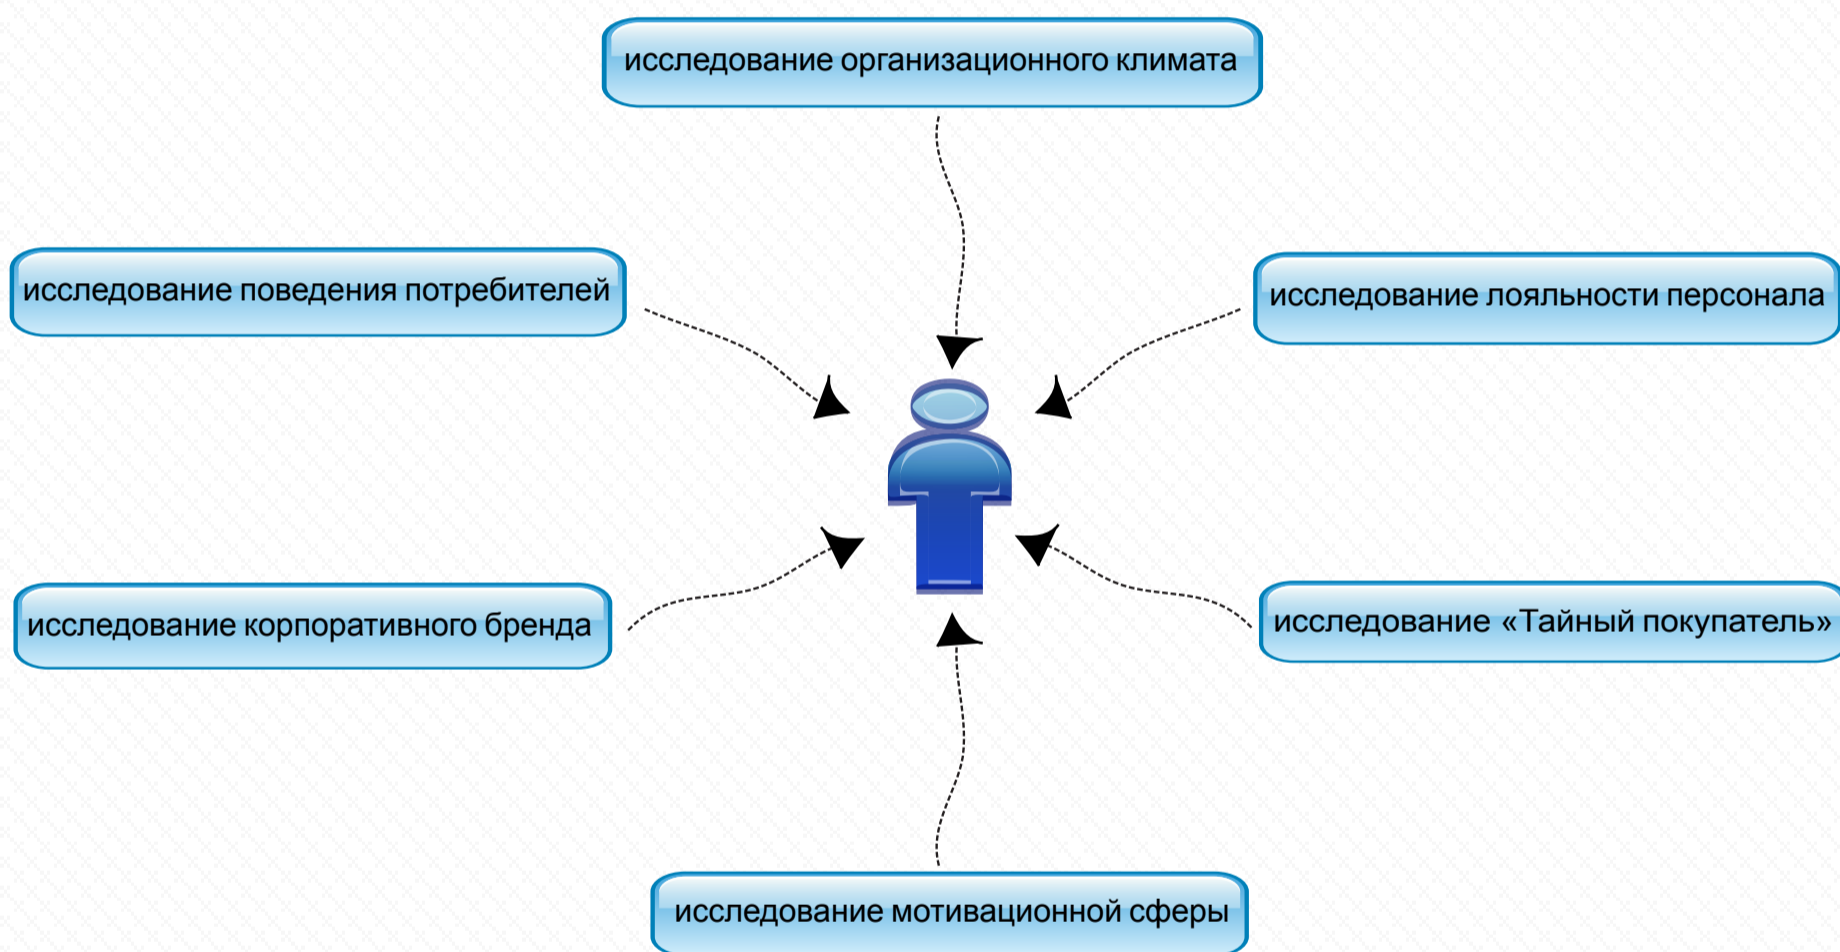 исследование организационного климата
исследование поведения потребителей
исследование лояльности персонала
исследование корпоративного бренда
исследование «Тайный покупатель»
исследование мотивационной сферы